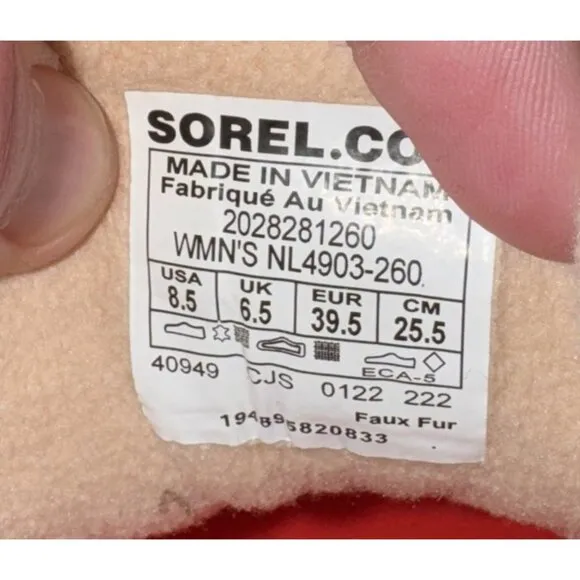 SOREL.CO
MADE IN VIETNAM
Fabriqué Au Vietnam
2028281260
WMN'S NL4903-260
USA UK EUR CM
8.5 6.5 39.5 25.5
ECA-5
40949 CJS 0122 222
Faux Fur